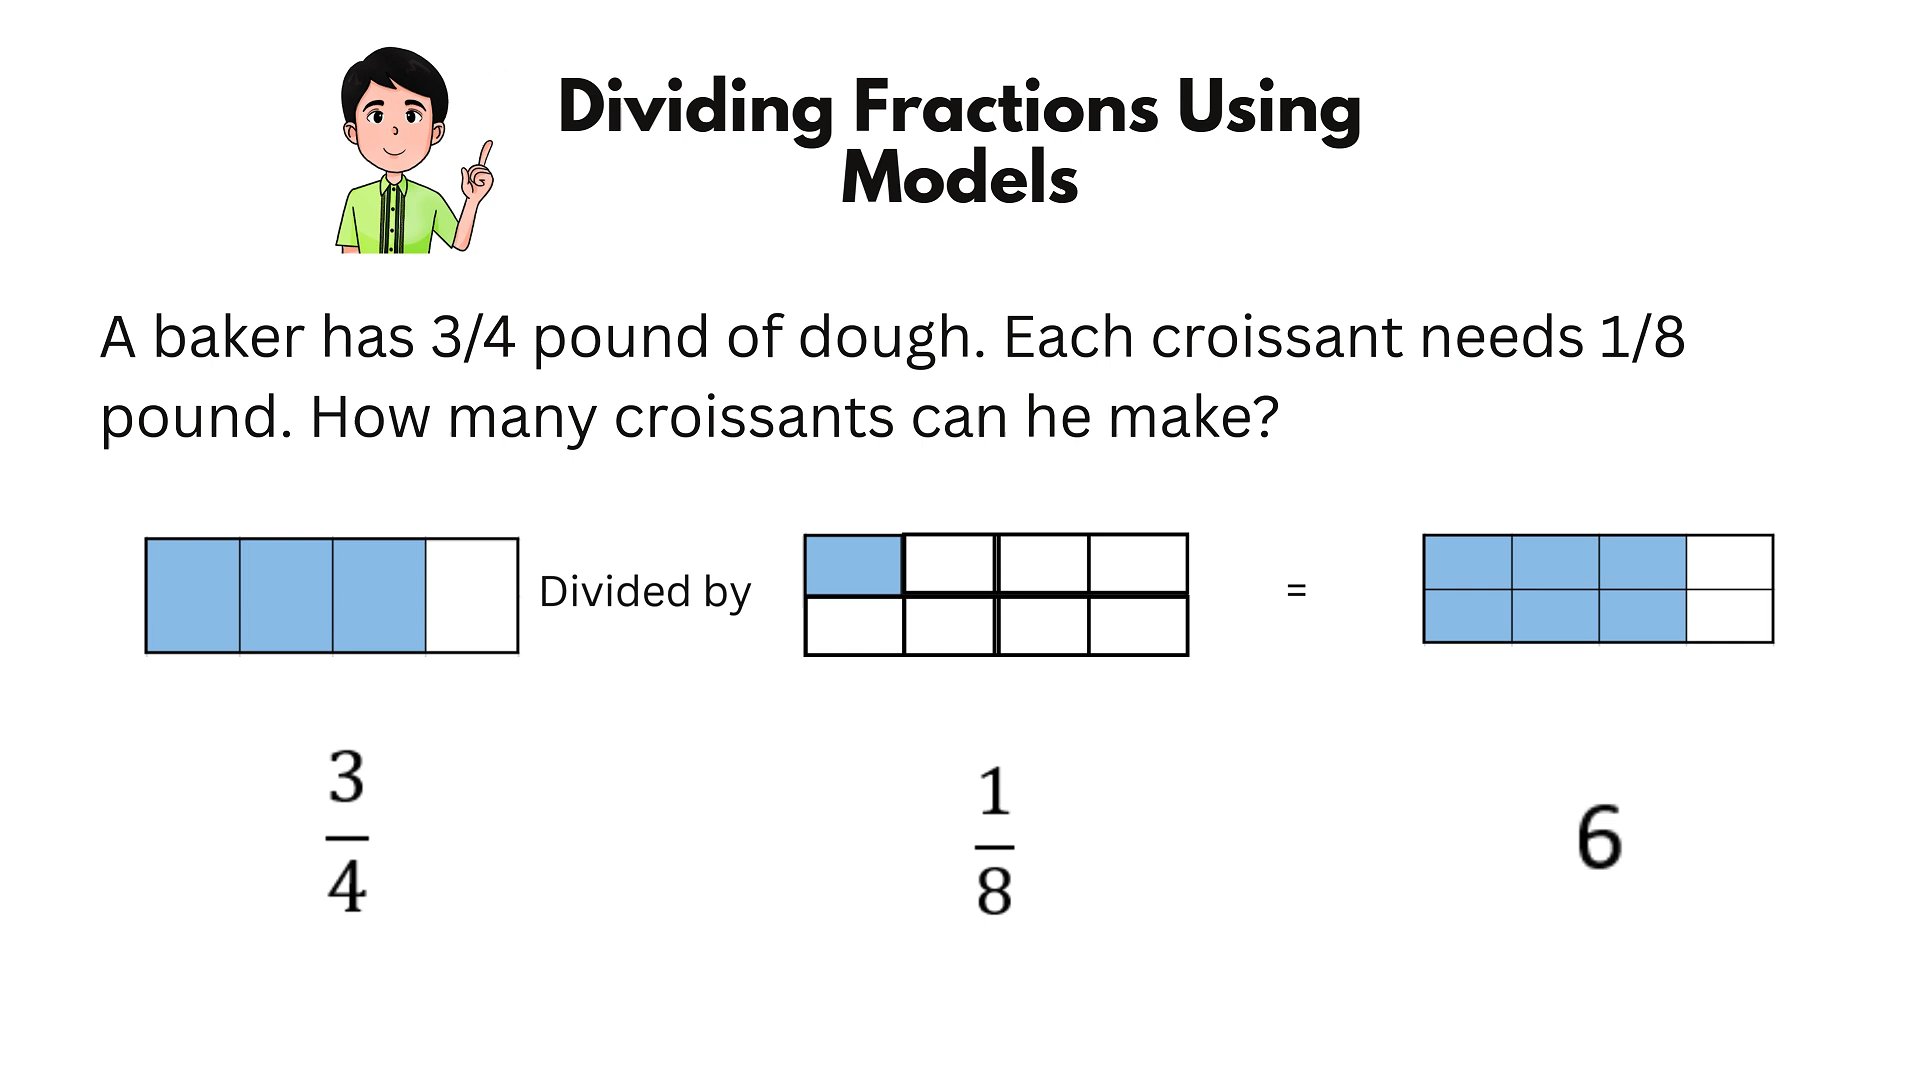 Dividing Fractions Using
Models
A baker has 3/4 pound of dough. Each croissant needs 1/8
pound. How many croissants can he make?
Divided by
=
3
4
1
8
6